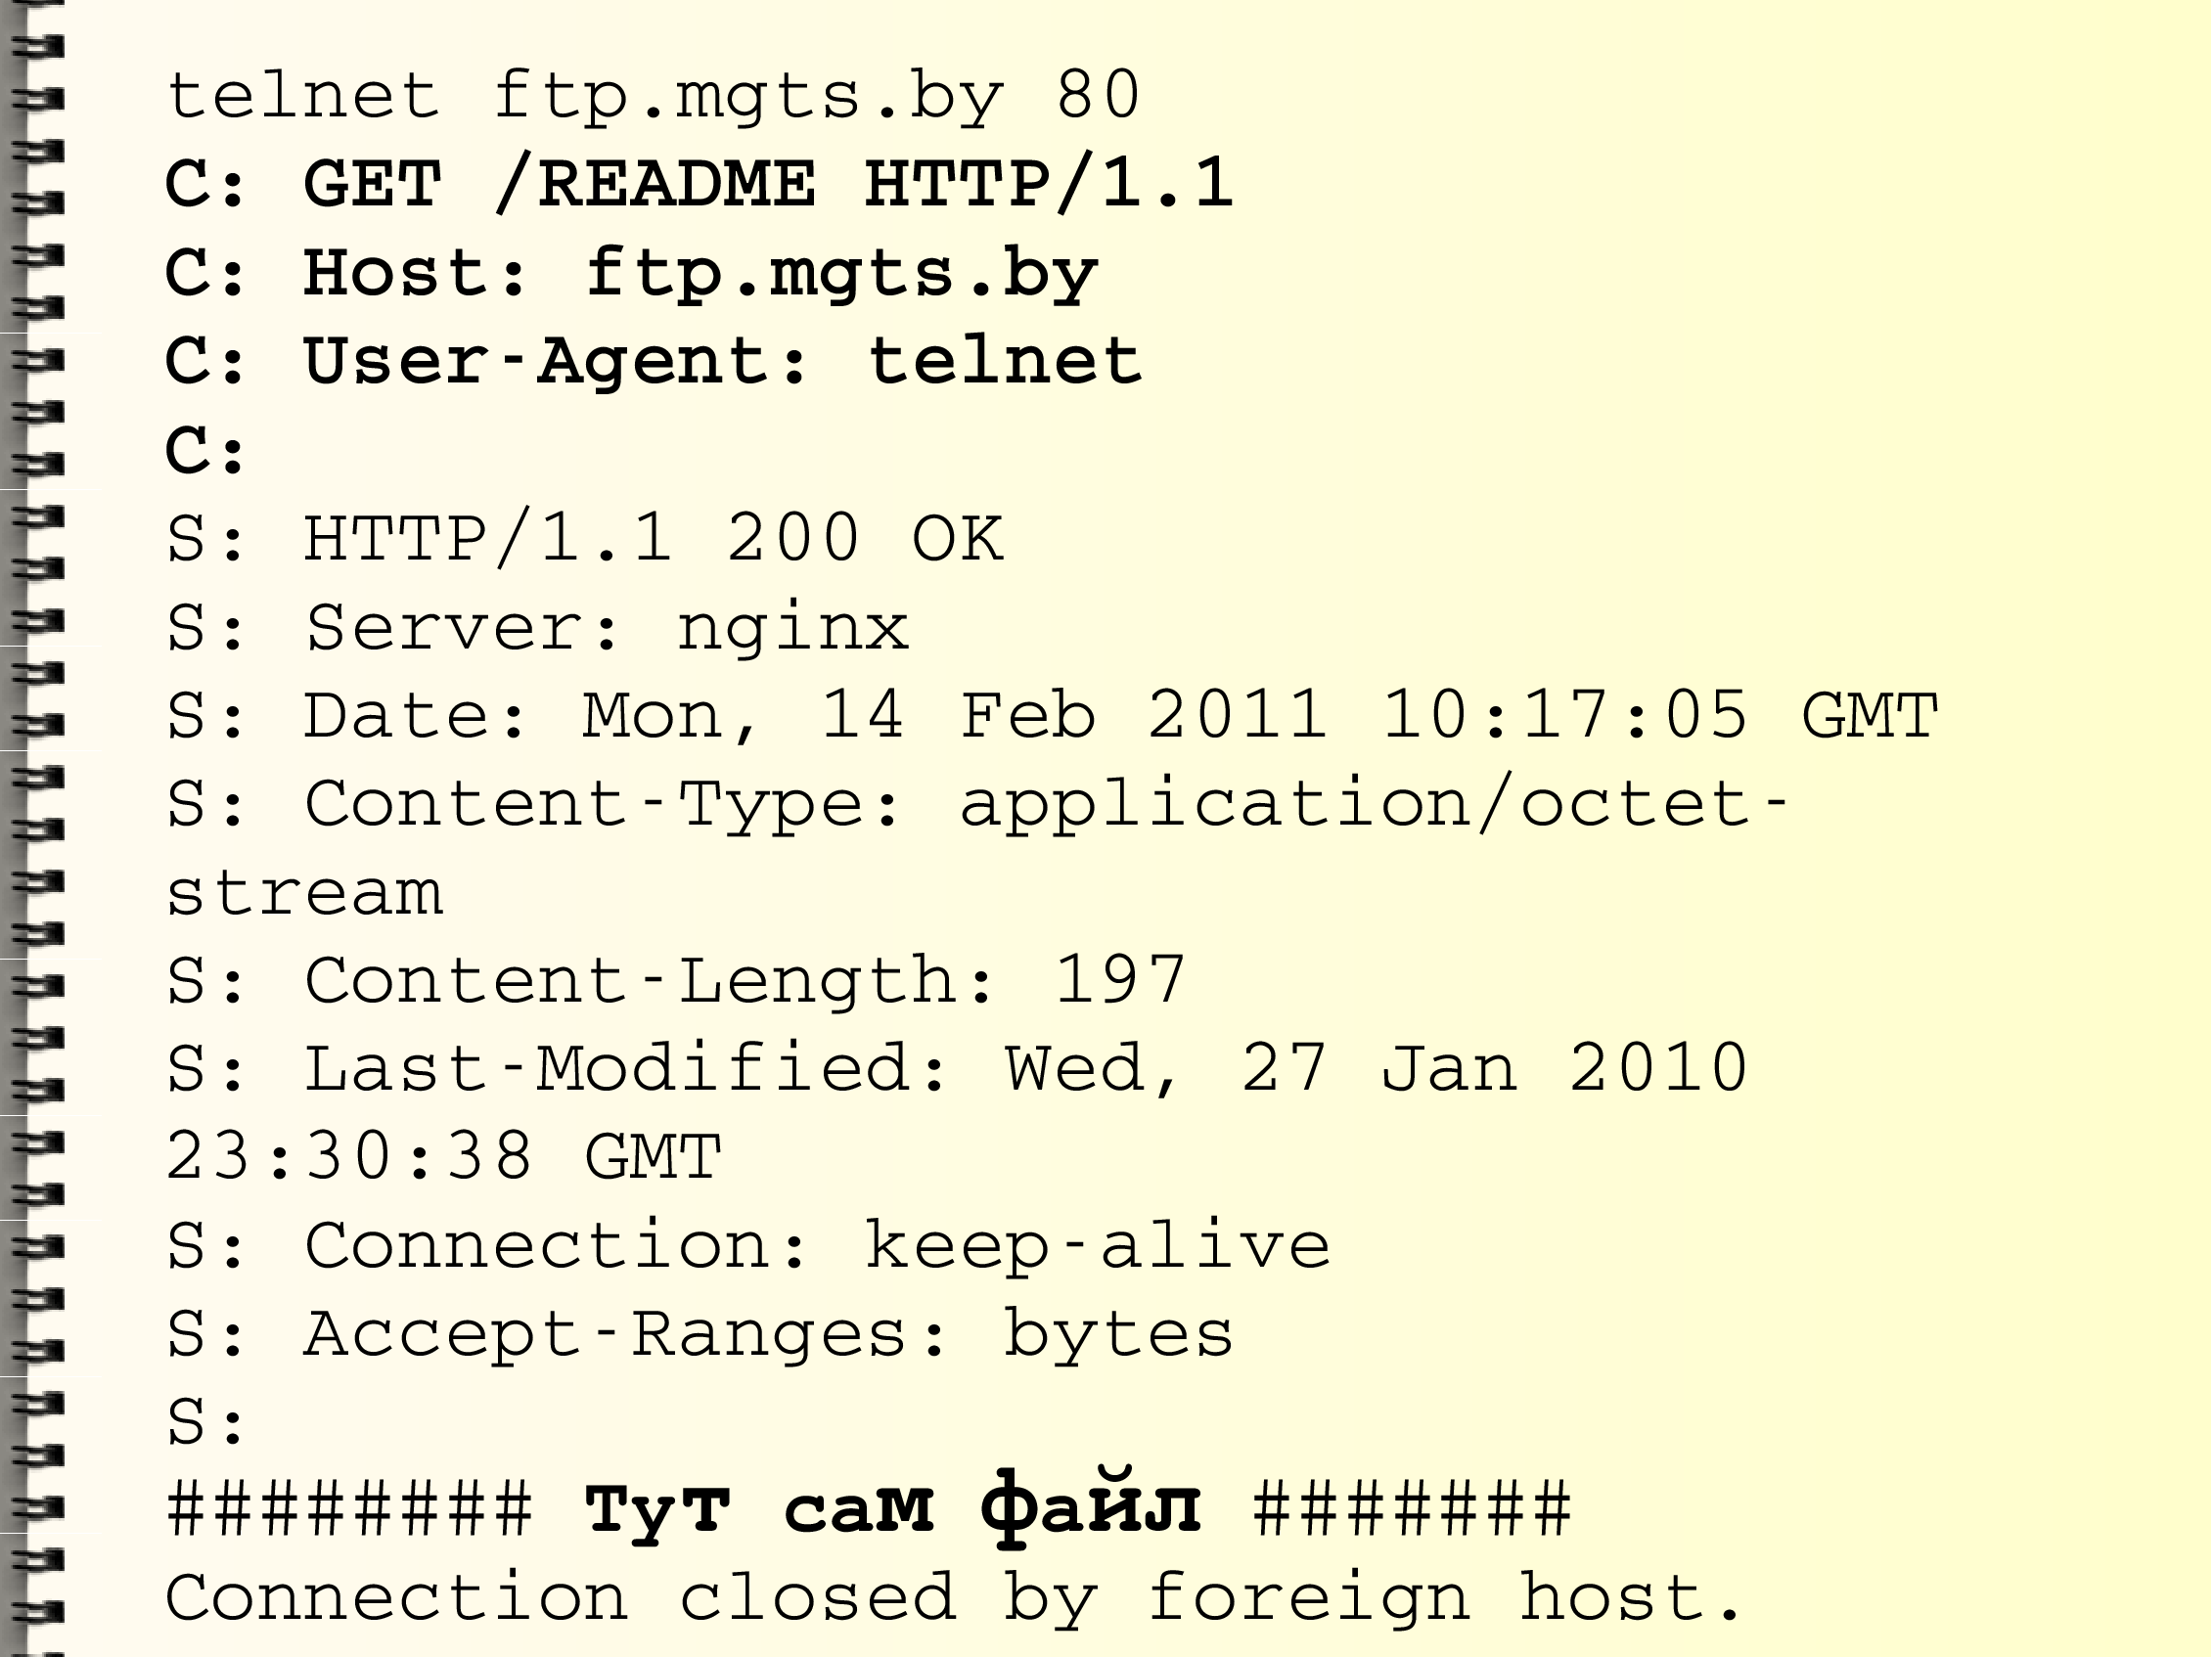 telnet ftp.mgts.by 80
C: GET /README HTTP/1.1
C: Host: ftp.mgts.by
C: User-Agent: telnet
C:
S: HTTP/1.1 200 OK
S: Server: nginx
S: Date: Mon, 14 Feb 2011 10:17:05 GMT
S: Content-Type: application/octet-
stream
S: Content-Length: 197
S: Last-Modified: Wed, 27 Jan 2010
23:30:38 GMT
S: Connection: keep-alive
S: Accept-Ranges: bytes
S:
######## Тут сам файл #######
Connection closed by foreign host.